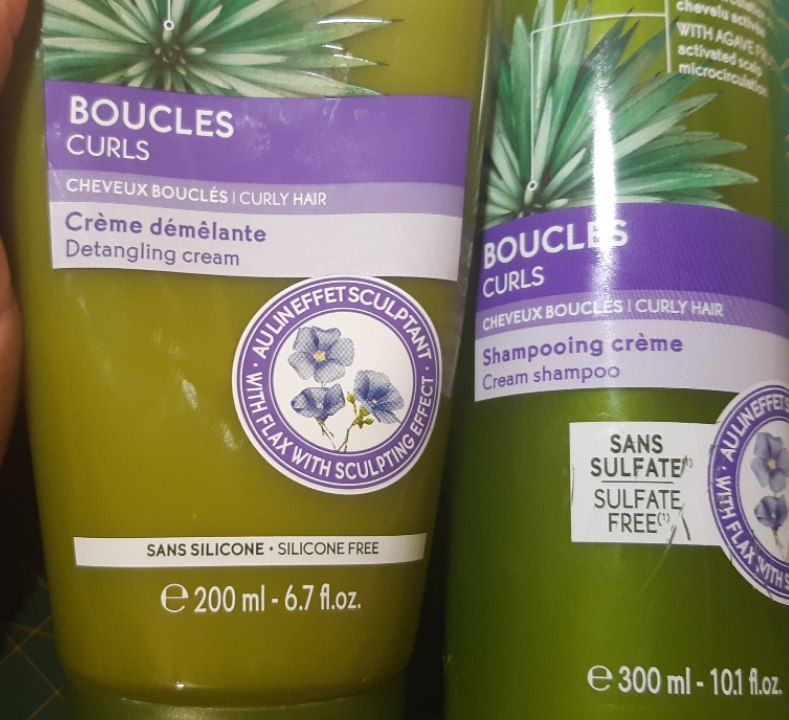 BOUCLES
CURLS
CHEVEUX BOUCLÉS | CURLY HAIR
Crème démêlante
Detangling cream
• AU LIN EFFET SCULPTANT •
WITH FLAX WITH SCULPTING EFFECT
SANS SILICONE • SILICONE FREE
℮ 200 ml - 6.7 fl.oz.
chevelu
WITH AGAVE
activated scalp
microcirculation
BOUCLES
CURLS
CHEVEUX BOUCLÉS | CURLY HAIR
Shampooing crème
Cream shampoo
SANS
SULFATE(1)
SULFATE
FREE(1)
• AU LIN EFFET
WITH FLAX WITH
℮ 300 ml - 10.1 fl.oz.